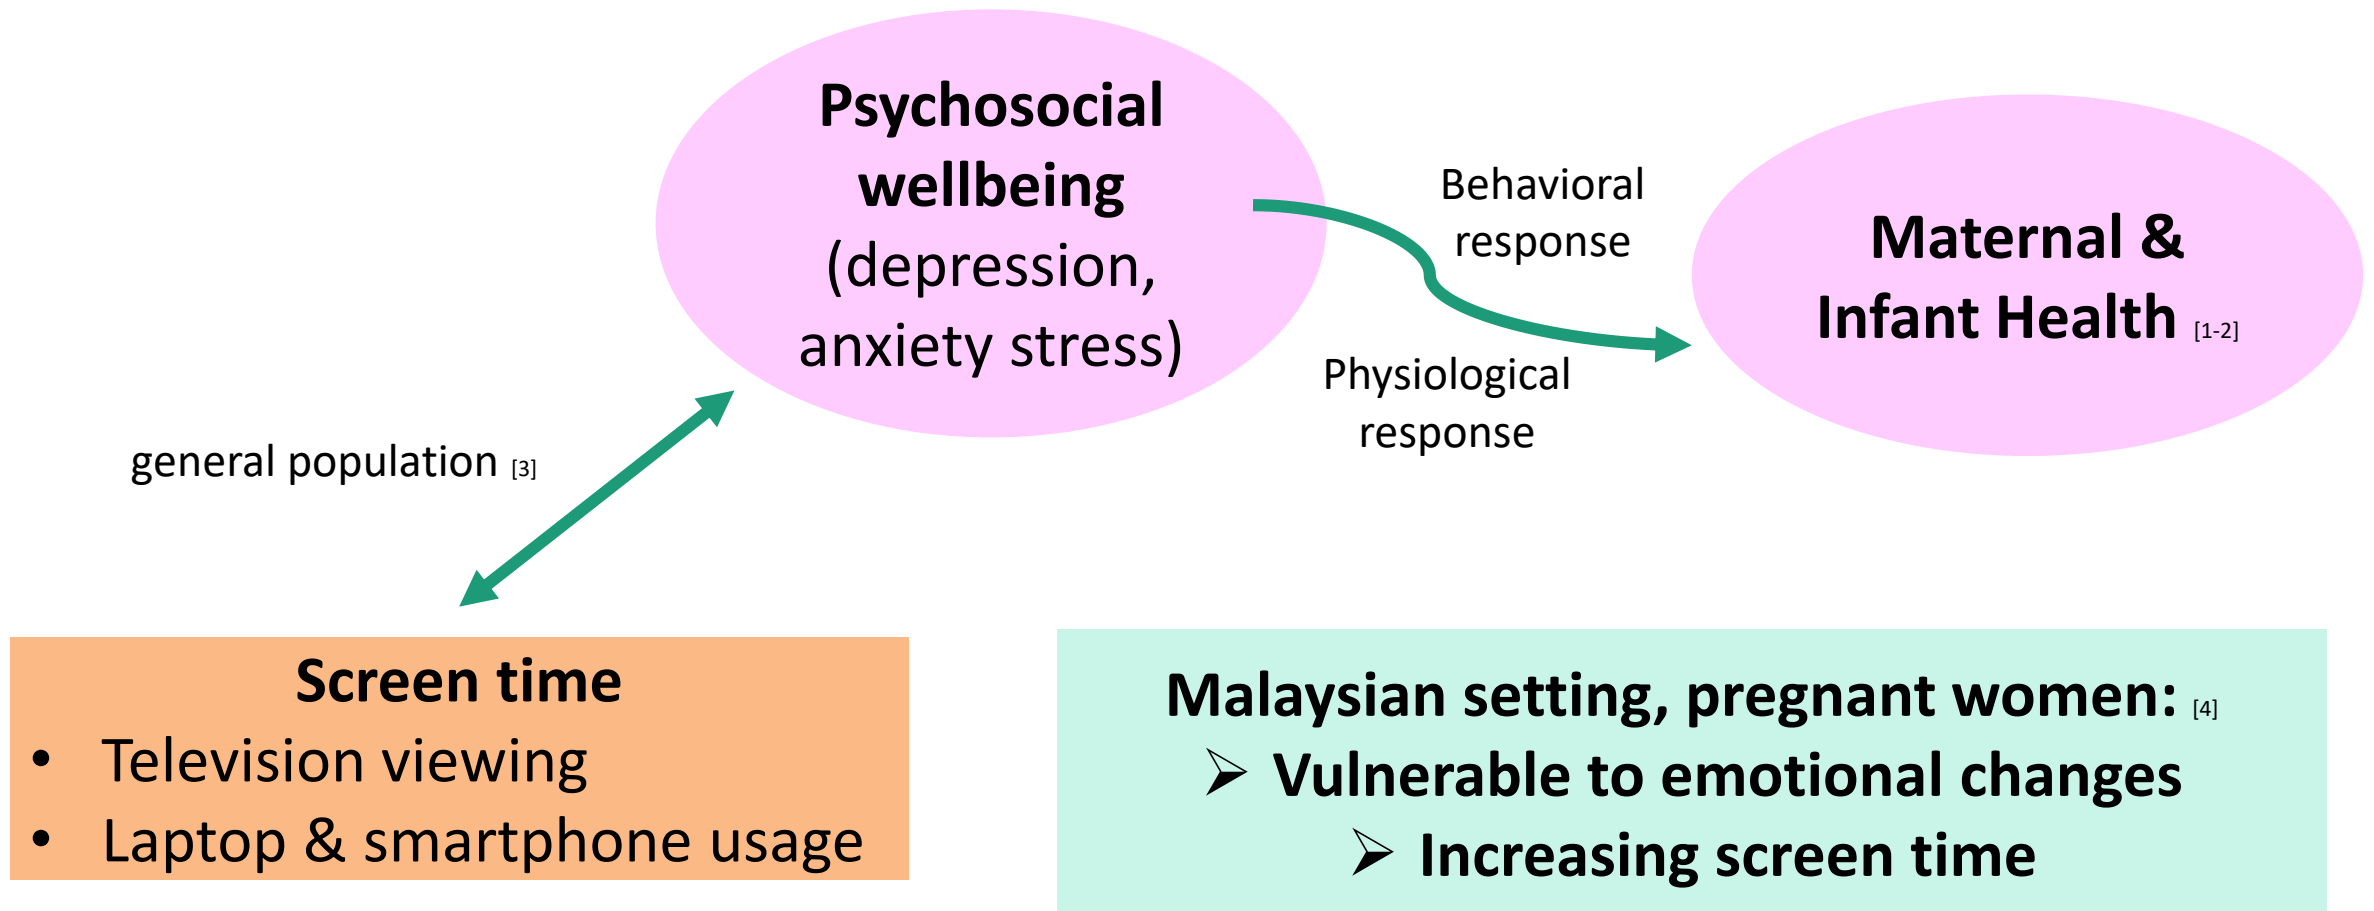 Psychosocial
wellbeing
(depression,
anxiety stress)
Behavioral
response
Physiological
response
Maternal &
Infant Health [1-2]
general population [3]
Screen time
• Television viewing
• Laptop & smartphone usage
Malaysian setting, pregnant women: [4]
➢ Vulnerable to emotional changes
➢ Increasing screen time